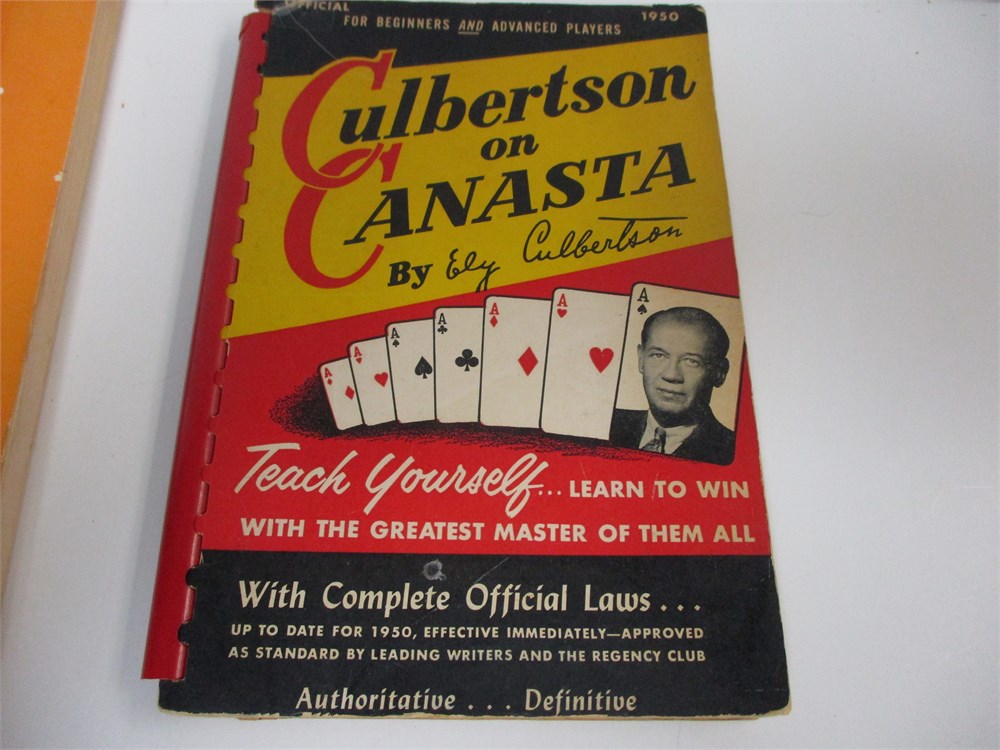 OFFICIAL 1950
FOR BEGINNERS AND ADVANCED PLAYERS
Culbertson
on
CANASTA
By Ely Culbertson
A
A
A
A
A
A
A
Teach Yourself... LEARN TO WIN
WITH THE GREATEST MASTER OF THEM ALL
With Complete Official Laws...
UP TO DATE FOR 1950, EFFECTIVE IMMEDIATELY—APPROVED
AS STANDARD BY LEADING WRITERS AND THE REGENCY CLUB
Authoritative... Definitive